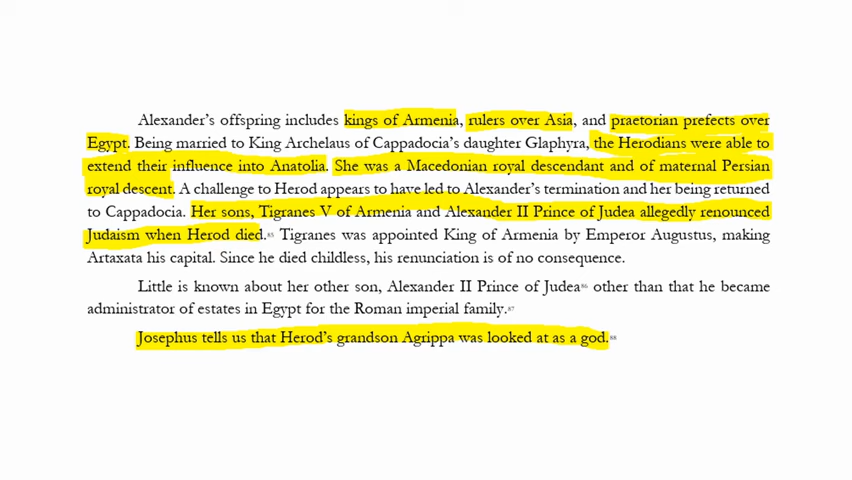 Alexander's offspring includes kings of Armenia, rulers over Asia, and praetorian prefects over
Egypt. Being married to King Archelaus of Cappadocia's daughter Glaphyra, the Herodians were able to
extend their influence into Anatolia. She was a Macedonian royal descendant and of maternal Persian
royal descent. A challenge to Herod appears to have led to Alexander's termination and her being returned
to Cappadocia. Her sons, Tigranes V of Armenia and Alexander II Prince of Judea allegedly renounced
Judaism when Herod died.85 Tigranes was appointed King of Armenia by Emperor Augustus, making
Artaxata his capital. Since he died childless, his renunciation is of no consequence.
Little is known about her other son, Alexander II Prince of Judea86 other than that he became
administrator of estates in Egypt for the Roman imperial family.87
Josephus tells us that Herod's grandson Agrippa was looked at as a god.88